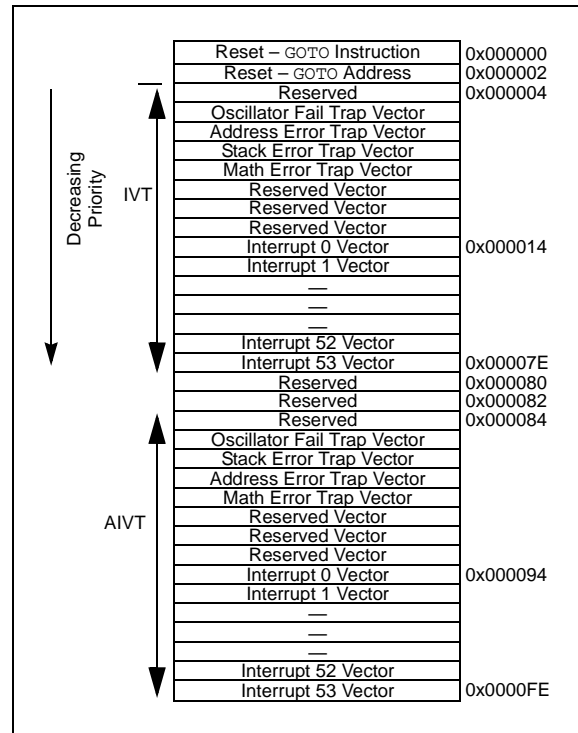 Reset – GOTO Instruction 0x000000
Reset – GOTO Address 0x000002
Reserved 0x000004
Oscillator Fail Trap Vector
Address Error Trap Vector
Stack Error Trap Vector
Math Error Trap Vector
Reserved Vector
Reserved Vector
Reserved Vector
Interrupt 0 Vector 0x000014
Interrupt 1 Vector
—
—
—
Interrupt 52 Vector
Interrupt 53 Vector 0x00007E
Decreasing
Priority
IVT
Reserved 0x000080
Reserved 0x000082
Reserved 0x000084
Oscillator Fail Trap Vector
Stack Error Trap Vector
Address Error Trap Vector
Math Error Trap Vector
Reserved Vector
Reserved Vector
Reserved Vector
Interrupt 0 Vector 0x000094
Interrupt 1 Vector
—
—
—
Interrupt 52 Vector
Interrupt 53 Vector 0x0000FE
AIVT